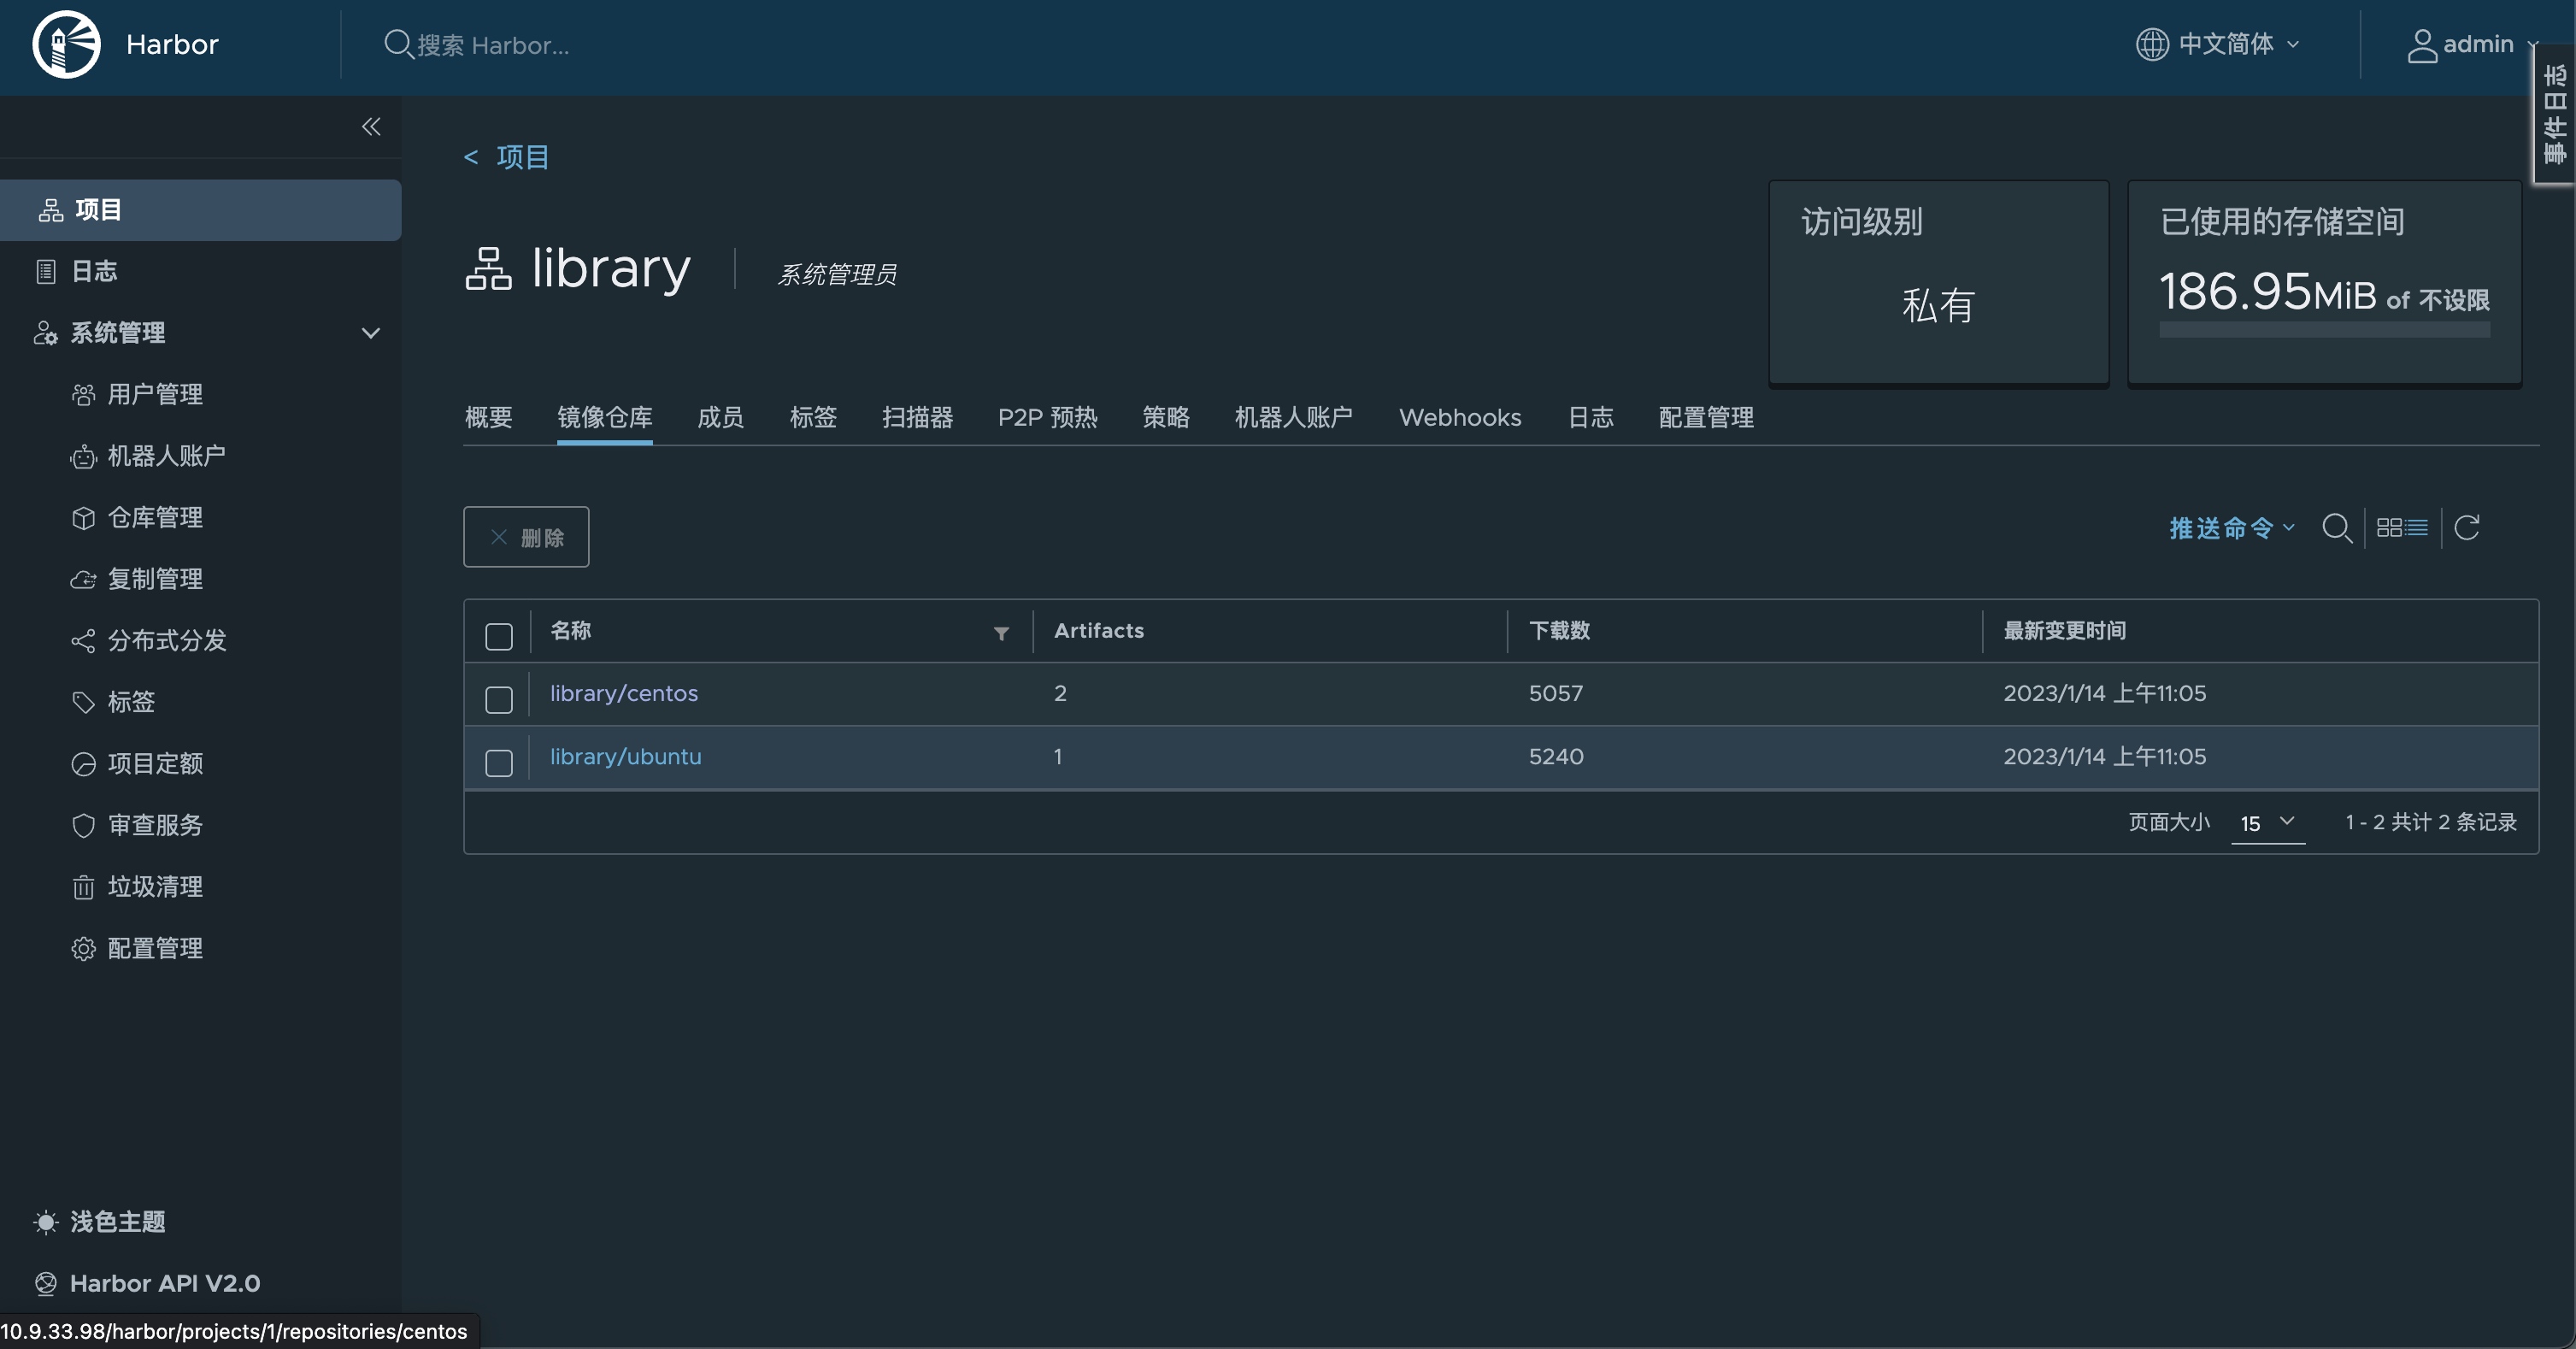 Harbor
搜索 Harbor...
中文简体
admin
事件日志
项目
日志
系统管理
用户管理
机器人账户
仓库管理
复制管理
分布式分发
标签
项目定额
审查服务
垃圾清理
配置管理
浅色主题
Harbor API V2.0
< 项目
library
系统管理员
访问级别
私有
已使用的存储空间
186.95MiB of 不设限
概要 镜像仓库 成员 标签 扫描器 P2P 预热 策略 机器人账户 Webhooks 日志 配置管理
删除
推送命令
名称 Artifacts 下载数 最新变更时间
library/centos 2 5057 2023/1/14 上午11:05
library/ubuntu 1 5240 2023/1/14 上午11:05
页面大小 15 1 - 2 共计 2 条记录
10.9.33.98/harbor/projects/1/repositories/centos